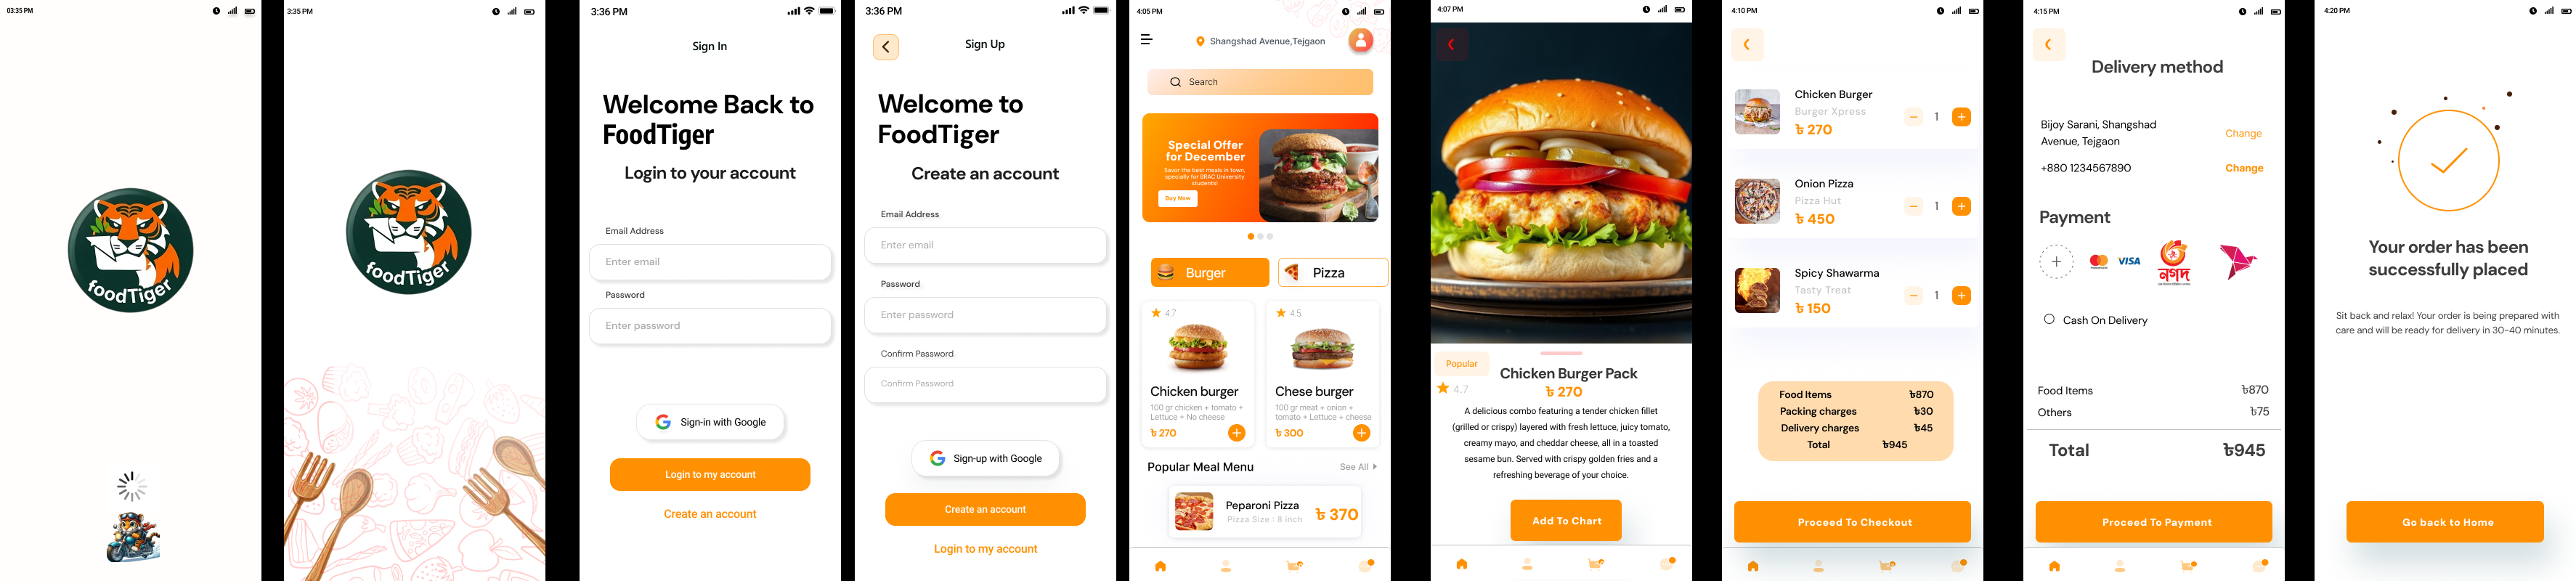 03:35 PM
foodTiger
3:35 PM
foodTiger
3:36 PM
Sign In
Welcome Back to
FoodTiger
Login to your account
Email Address
Enter email
Password
Enter password
Sign-in with Google
Login to my account
Create an account
3:36 PM
Sign Up
Welcome to
FoodTiger
Create an account
Email Address
Enter email
Password
Enter password
Confirm Password
Confirm Password
Sign-up with Google
Create an account
Login to my account
4:05 PM
Shangshad Avenue,Tejgaon
Search
Special Offer
for December
Savor the best meals in town,
specially for BRAC University
students!
Buy Now
Burger
Pizza
4.7
Chicken burger
100 gr chicken + tomato +
Lettuce + No cheese
৳ 270
4.5
Chese burger
100 gr meat + onion +
tomato + Lettuce + cheese
৳ 300
Popular Meal Menu
See All
Peparoni Pizza
Pizza Size : 8 inch
৳ 370
4:07 PM
Popular
4.7
Chicken Burger Pack
৳ 270
A delicious combo featuring a tender chicken fillet
(grilled or crispy) layered with fresh lettuce, juicy tomato,
creamy mayo, and cheddar cheese, all in a toasted
sesame bun. Served with crispy golden fries and a
refreshing beverage of your choice.
Add To Chart
4:10 PM
Chicken Burger
Burger Xpress
৳ 270
1
Onion Pizza
Pizza Hut
৳ 450
1
Spicy Shawarma
Tasty Treat
৳ 150
1
Food Items ৳870
Packing charges ৳30
Delivery charges ৳45
Total ৳945
Proceed To Checkout
4:15 PM
Delivery method
Bijoy Sarani, Shangshad
Avenue, Tejgaon
Change
+880 1234567890
Change
Payment
VISA
নগদ
Cash On Delivery
Food Items ৳870
Others ৳75
Total ৳945
Proceed To Payment
4:20 PM
Your order has been
successfully placed
Sit back and relax! Your order is being prepared with
care and will be ready for delivery in 30-40 minutes.
Go back to Home